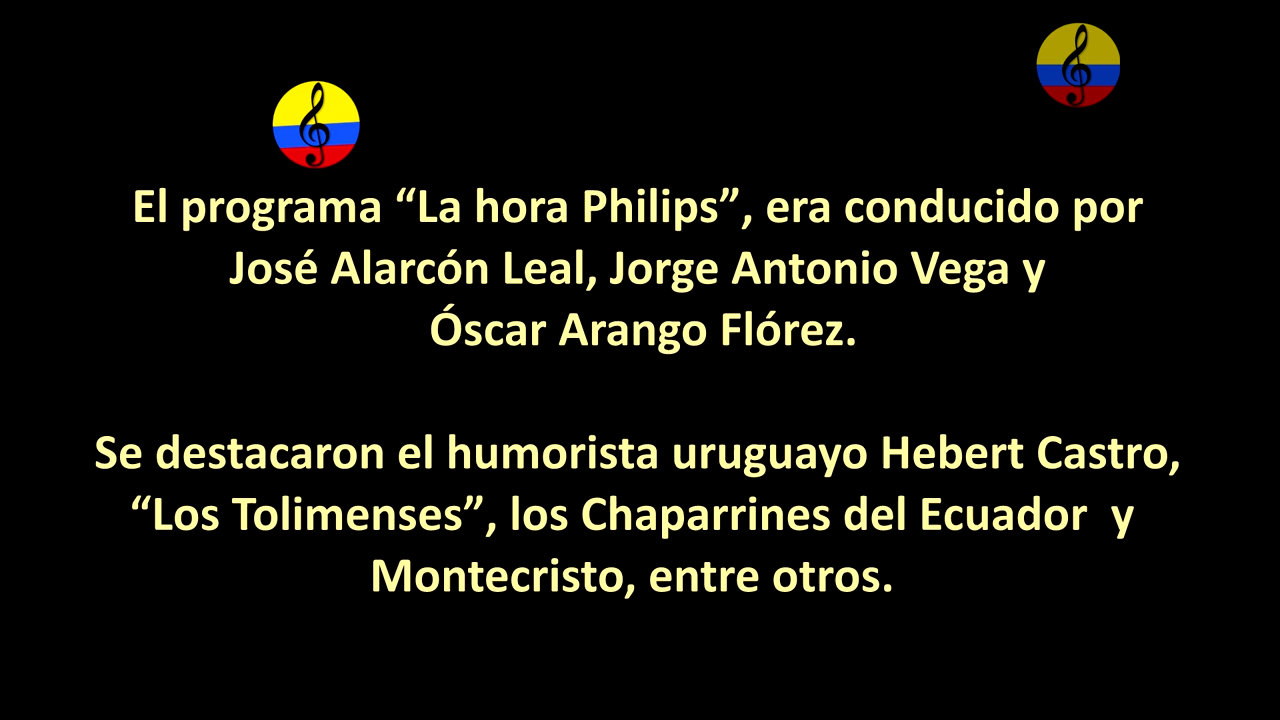 El programa “La hora Philips”, era conducido por
José Alarcón Leal, Jorge Antonio Vega y
Óscar Arango Flórez.
Se destacaron el humorista uruguayo Hebert Castro,
“Los Tolimenses”, los Chaparrines del Ecuador  y
Montecristo, entre otros.